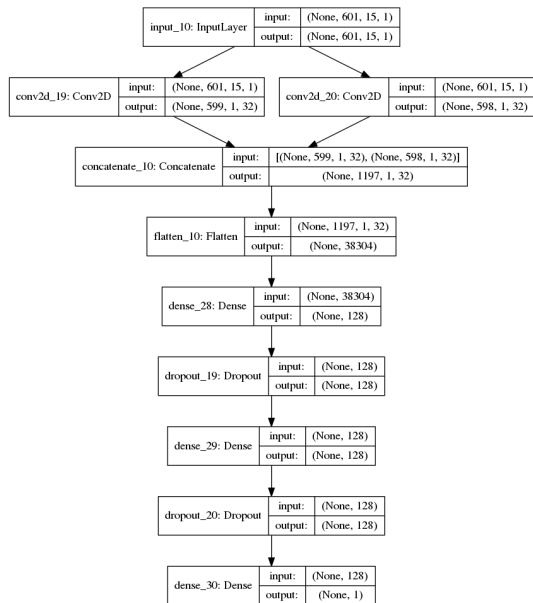 input_10: InputLayer input: (None, 601, 15, 1)
output: (None, 601, 15, 1)
conv2d_19: Conv2D input: (None, 601, 15, 1)
output: (None, 599, 1, 32)
conv2d_20: Conv2D input: (None, 601, 15, 1)
output: (None, 598, 1, 32)
concatenate_10: Concatenate input: [(None, 599, 1, 32), (None, 598, 1, 32)]
output: (None, 1197, 1, 32)
flatten_10: Flatten input: (None, 1197, 1, 32)
output: (None, 38304)
dense_28: Dense input: (None, 38304)
output: (None, 128)
dropout_19: Dropout input: (None, 128)
output: (None, 128)
dense_29: Dense input: (None, 128)
output: (None, 128)
dropout_20: Dropout input: (None, 128)
output: (None, 128)
dense_30: Dense input: (None, 128)
output: (None, 1)